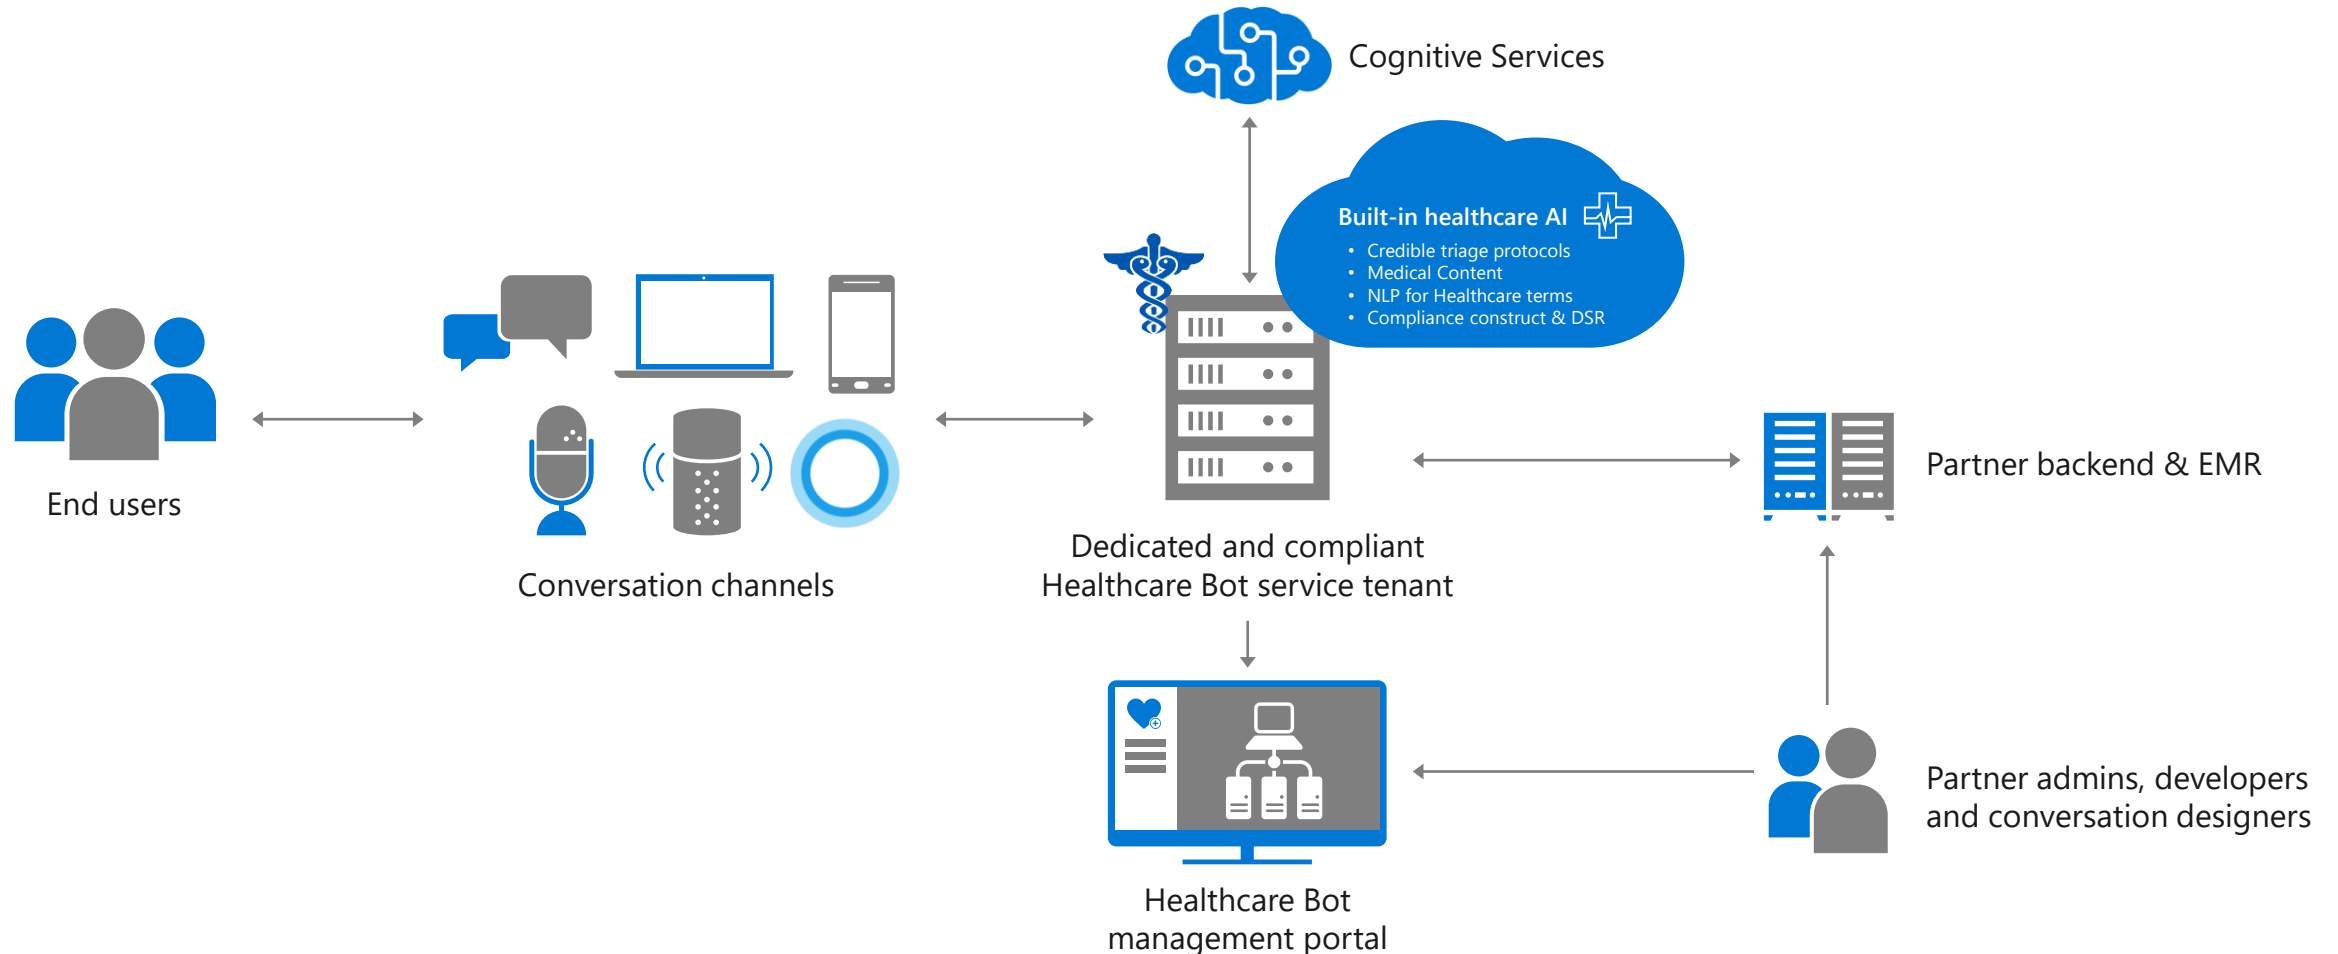 Cognitive Services
Built-in healthcare AI
• Credible triage protocols
• Medical Content
• NLP for Healthcare terms
• Compliance construct & DSR
End users
Conversation channels
Dedicated and compliant
Healthcare Bot service tenant
Partner backend & EMR
Partner admins, developers
and conversation designers
Healthcare Bot
management portal